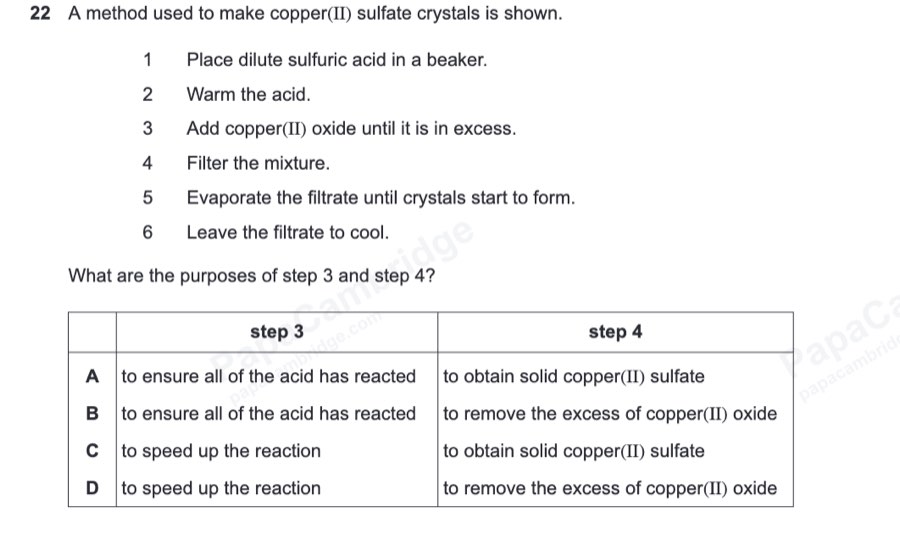 22 A method used to make copper(II) sulfate crystals is shown.
1 Place dilute sulfuric acid in a beaker.
2 Warm the acid.
3 Add copper(II) oxide until it is in excess.
4 Filter the mixture.
5 Evaporate the filtrate until crystals start to form.
6 Leave the filtrate to cool.
What are the purposes of step 3 and step 4?
step 3 step 4
A to ensure all of the acid has reacted to obtain solid copper(II) sulfate
B to ensure all of the acid has reacted to remove the excess of copper(II) oxide
C to speed up the reaction to obtain solid copper(II) sulfate
D to speed up the reaction to remove the excess of copper(II) oxide
PapaCambridge
papacambridge.com
PapaCa
papacambrid